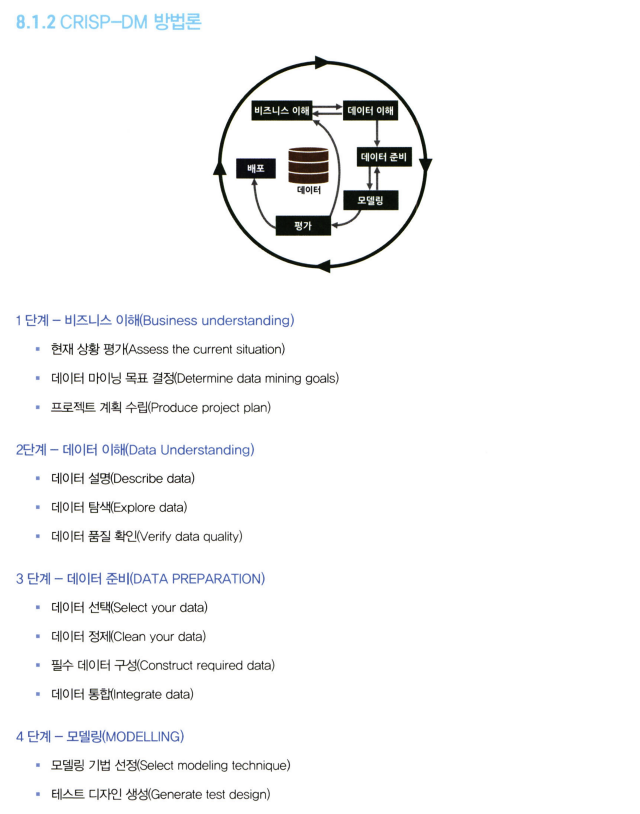 8.1.2 CRISP-DM 방법론
비즈니스 이해
데이터 이해
데이터 준비
배포
데이터
모델링
평가
1 단계 – 비즈니스 이해(Business understanding)
▪ 현재 상황 평가(Assess the current situation)
▪ 데이터 마이닝 목표 결정(Determine data mining goals)
▪ 프로젝트 계획 수립(Produce project plan)
2단계 – 데이터 이해(Data Understanding)
▪ 데이터 설명(Describe data)
▪ 데이터 탐색(Explore data)
▪ 데이터 품질 확인(Verify data quality)
3 단계 – 데이터 준비(DATA PREPARATION)
▪ 데이터 선택(Select your data)
▪ 데이터 정제(Clean your data)
▪ 필수 데이터 구성(Construct required data)
▪ 데이터 통합(Integrate data)
4 단계 – 모델링(MODELLING)
▪ 모델링 기법 선정(Select modeling technique)
▪ 테스트 디자인 생성(Generate test design)